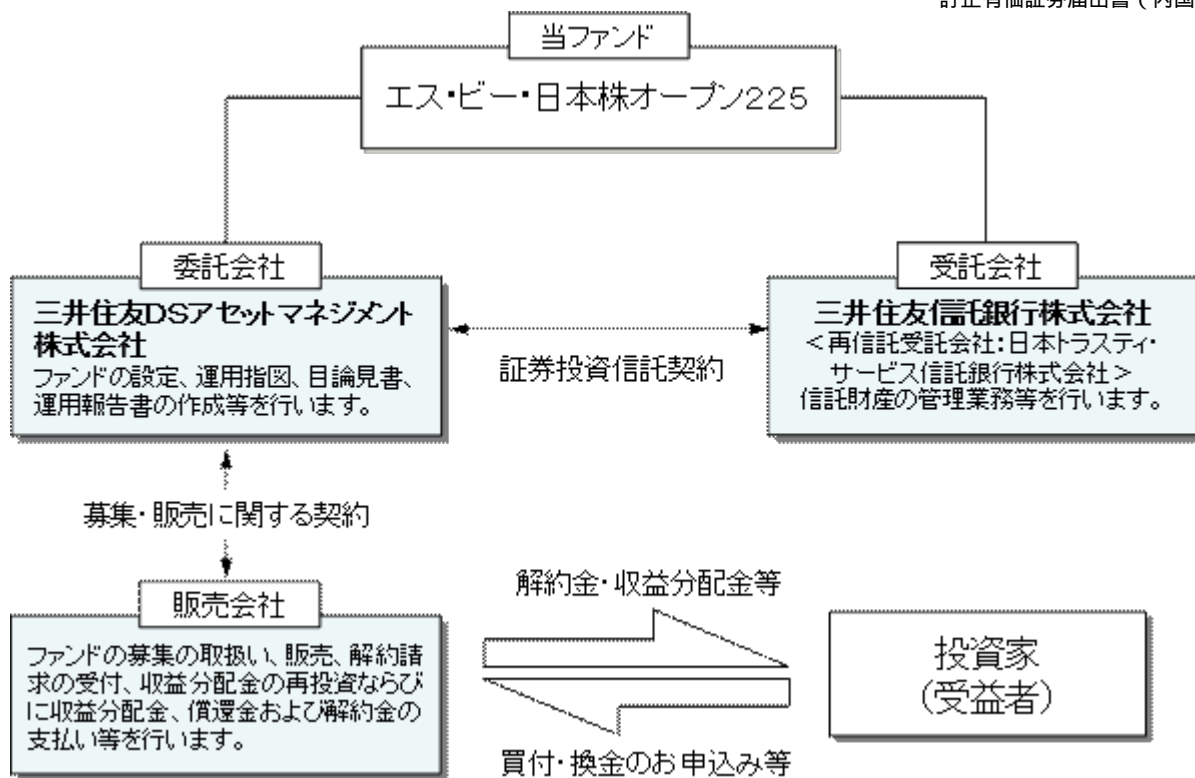 当ファンド
エス・ビー・日本株オープン225
委託会社
三井住友DSアセットマネジメント
株式会社
ファンドの設定、運用指図、目論見書、
運用報告書の作成等を行います。
証券投資信託契約
受託会社
三井住友信託銀行株式会社
＜再信託受託会社：日本トラスティ・
サービス信託銀行株式会社＞
信託財産の管理業務等を行います。
募集・販売に関する契約
販売会社
ファンドの募集の取扱い、販売、解約請
求の受付、収益分配金の再投資ならび
に収益分配金、償還金および解約金の
支払い等を行います。
解約金・収益分配金等
買付・換金のお申込み等
投資家
（受益者）